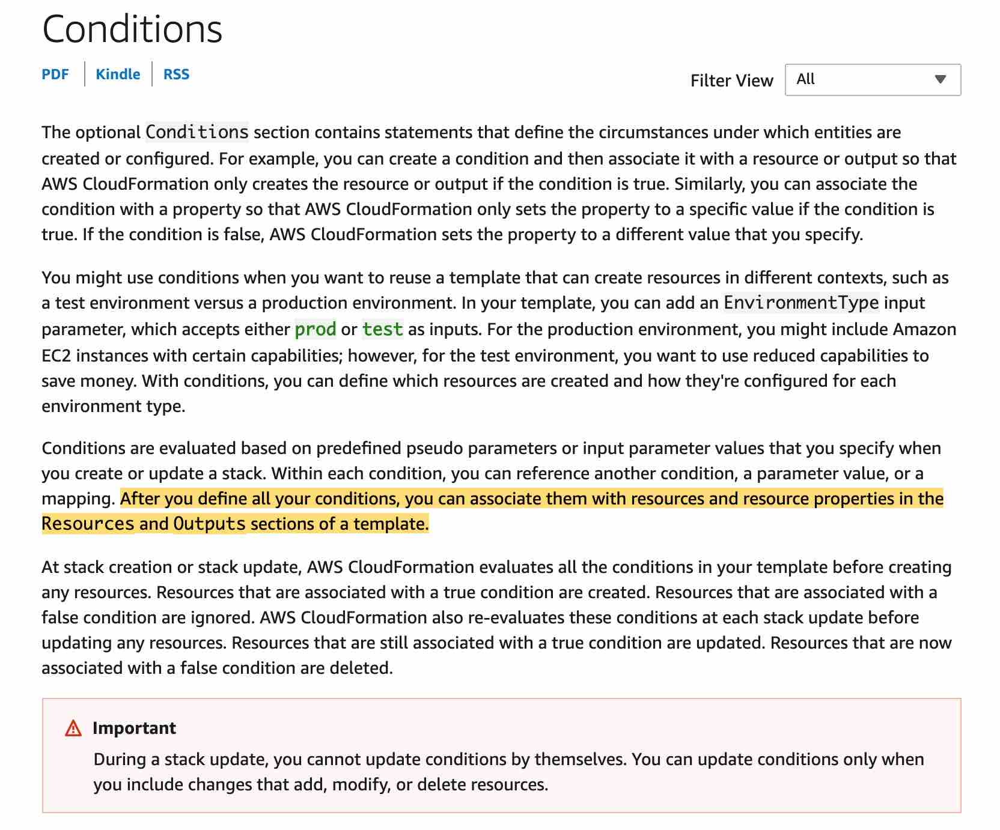 Conditions
PDF | Kindle | RSS
Filter View All
The optional Conditions section contains statements that define the circumstances under which entities are
created or configured. For example, you can create a condition and then associate it with a resource or output so that
AWS CloudFormation only creates the resource or output if the condition is true. Similarly, you can associate the
condition with a property so that AWS CloudFormation only sets the property to a specific value if the condition is
true. If the condition is false, AWS CloudFormation sets the property to a different value that you specify.
You might use conditions when you want to reuse a template that can create resources in different contexts, such as
a test environment versus a production environment. In your template, you can add an EnvironmentType input
parameter, which accepts either prod or test as inputs. For the production environment, you might include Amazon
EC2 instances with certain capabilities; however, for the test environment, you want to use reduced capabilities to
save money. With conditions, you can define which resources are created and how they're configured for each
environment type.
Conditions are evaluated based on predefined pseudo parameters or input parameter values that you specify when
you create or update a stack. Within each condition, you can reference another condition, a parameter value, or a
mapping. After you define all your conditions, you can associate them with resources and resource properties in the
Resources and Outputs sections of a template.
At stack creation or stack update, AWS CloudFormation evaluates all the conditions in your template before creating
any resources. Resources that are associated with a true condition are created. Resources that are associated with a
false condition are ignored. AWS CloudFormation also re-evaluates these conditions at each stack update before
updating any resources. Resources that are still associated with a true condition are updated. Resources that are now
associated with a false condition are deleted.
Important
During a stack update, you cannot update conditions by themselves. You can update conditions only when
you include changes that add, modify, or delete resources.